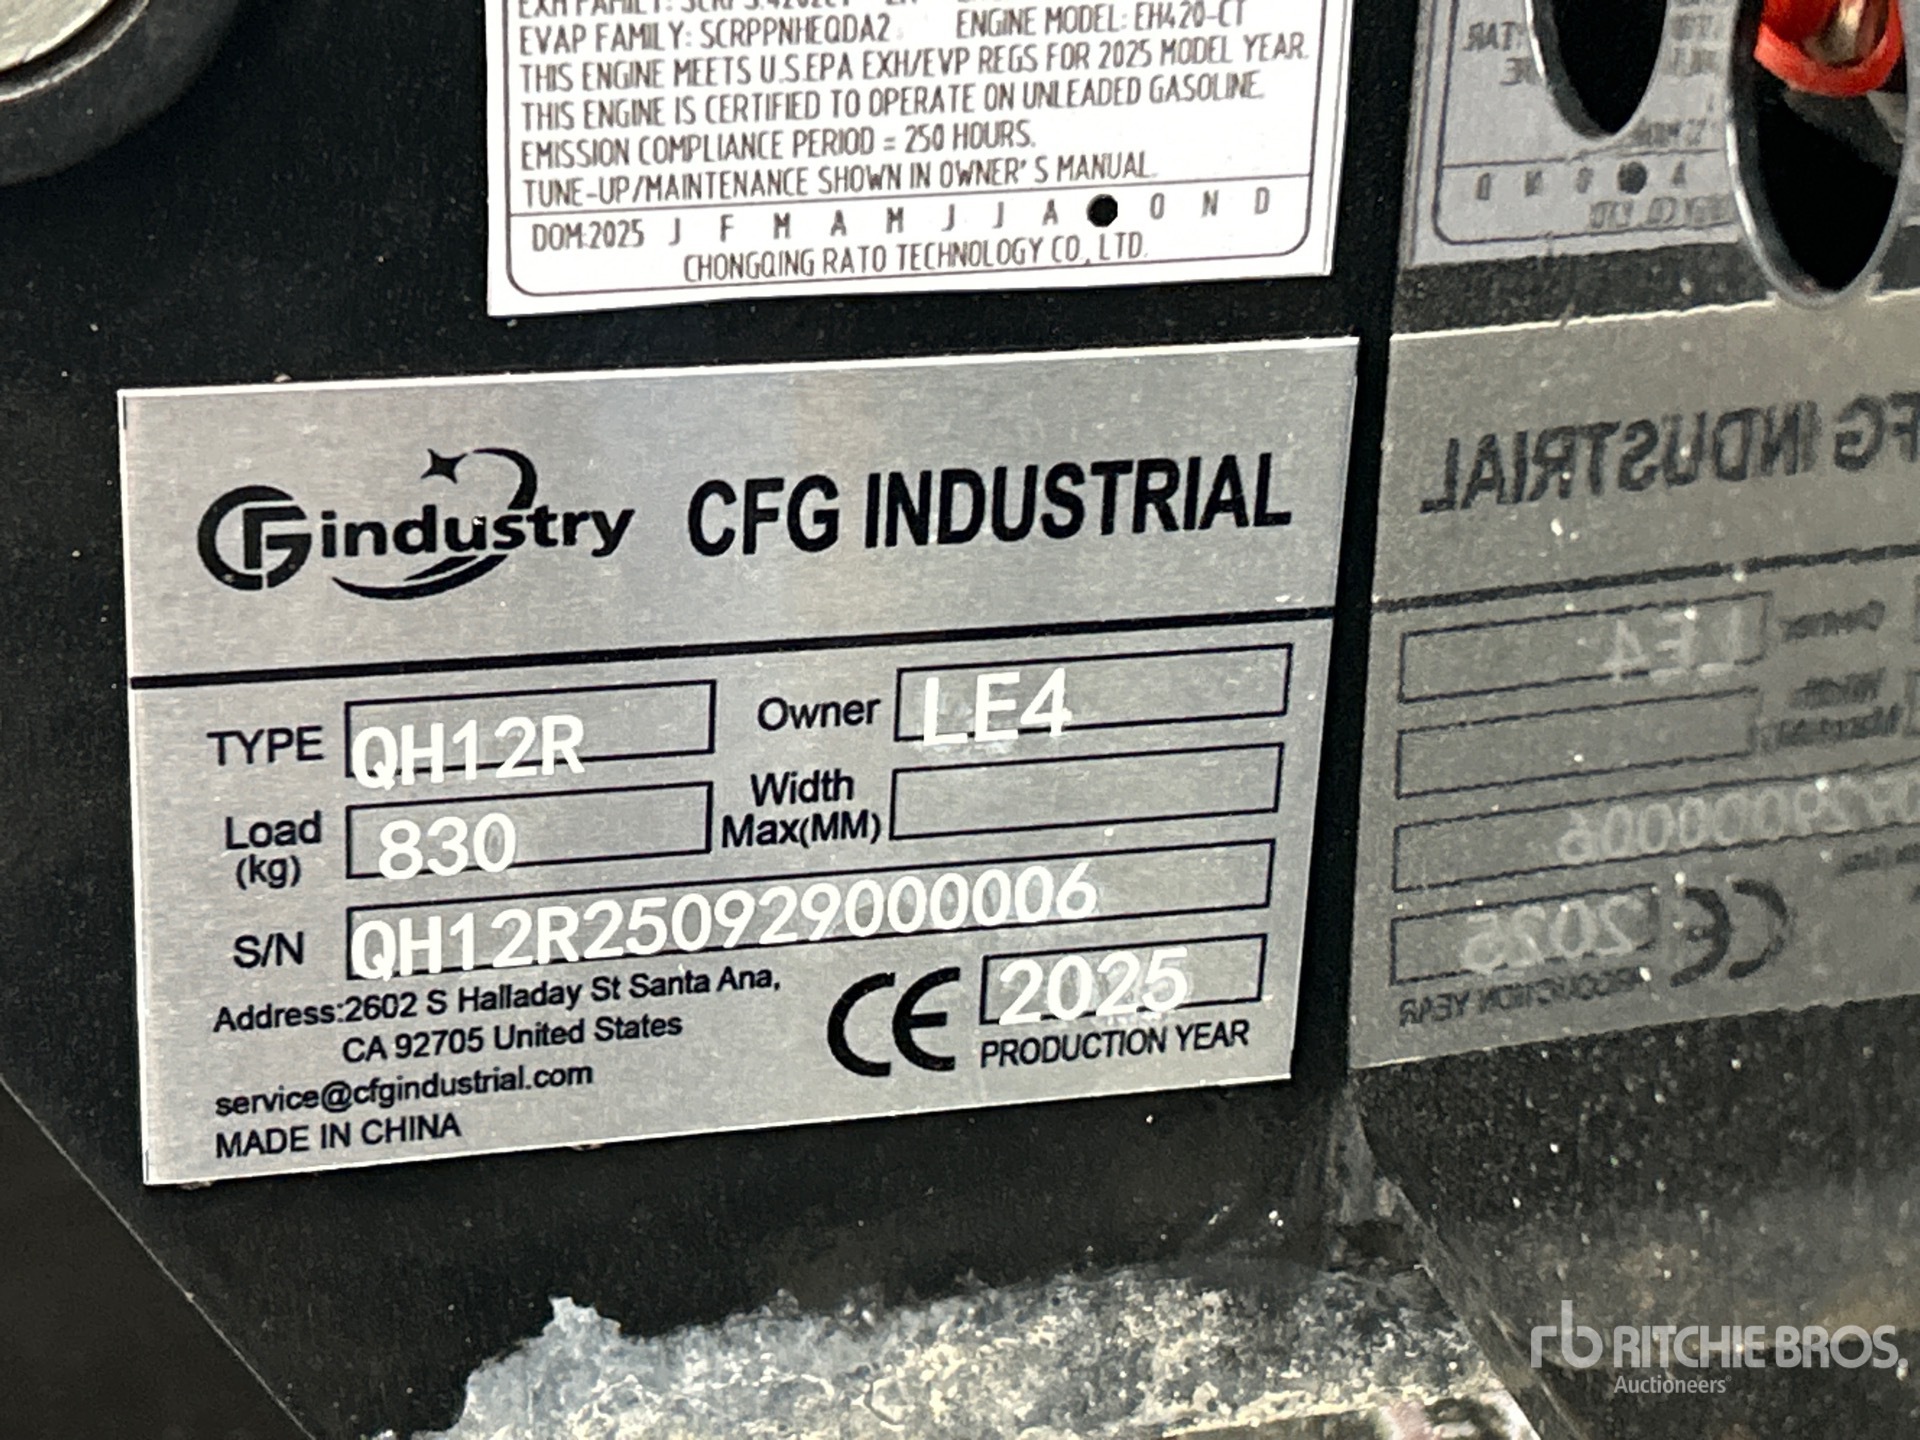 EVAP FAMILY: SCRPPNHEQDA2 ENGINE MODEL: EH420-CT
THIS ENGINE MEETS U.S.EPA EXH/EVP REGS FOR 2025 MODEL YEAR.
THIS ENGINE IS CERTIFIED TO OPERATE ON UNLEADED GASOLINE.
EMISSION COMPLIANCE PERIOD = 250 HOURS.
TUNE-UP/MAINTENANCE SHOWN IN OWNER'S MANUAL.
DOM:2025 J F M A M J J A ● O N D
CHONGQING RATO TECHNOLOGY CO., LTD.
CFGindustry CFG INDUSTRIAL
TYPE QH12R Owner LE4
Load (kg) 830 Width Max(MM)
S/N QH12R250929000006
Address:2602 S Halladay St Santa Ana,
CA 92705 United States
CE 2025
PRODUCTION YEAR
service@cfgindustrial.com
MADE IN CHINA
rb RITCHIE BROS.
Auctioneers